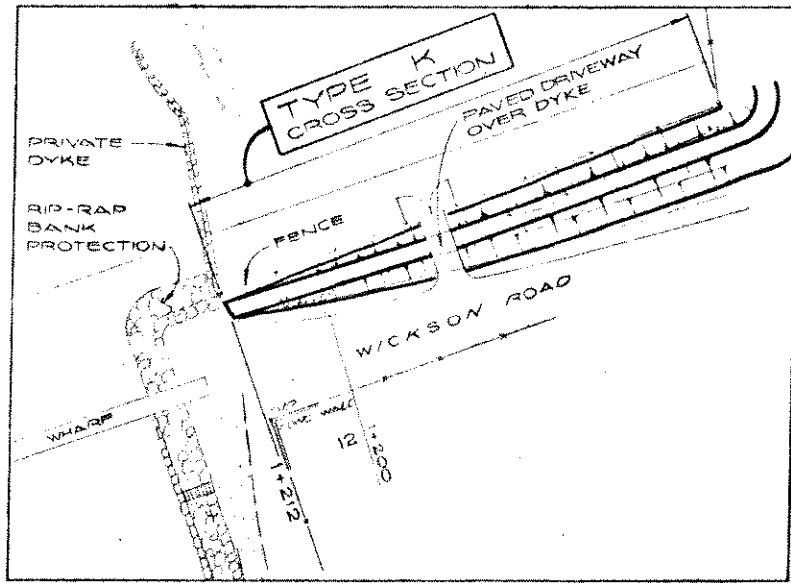 TYPE K
CROSS SECTION
PAVED DRIVEWAY
OVER DYKE
PRIVATE
DYKE
RIP-RAP
BANK
PROTECTION
FENCE
WICKSON ROAD
WHARF
WALL
12
1+200
1+212